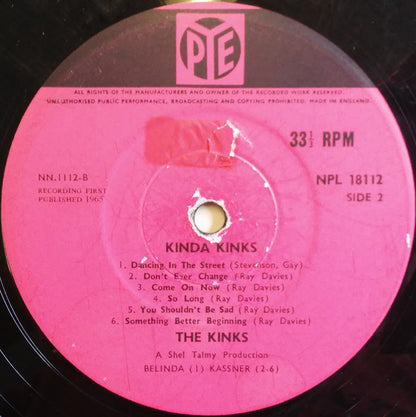 PYE
ALL RIGHTS OF THE MANUFACTURERS AND OWNER OF THE RECORDED WORK RESERVED.
UNAUTHORISED PUBLIC PERFORMANCE, BROADCASTING AND COPYING PROHIBITED. MADE IN ENGLAND.
33⅓ RPM
NN.1112-B
RECORDING FIRST
PUBLISHED 1965
NPL 18112
SIDE 2
KINDA KINKS
1. Dancing In The Street (Stevenson, Gay)
2. Don't Ever Change (Ray Davies)
3. Come On Now (Ray Davies)
4. So Long (Ray Davies)
5. You Shouldn't Be Sad (Ray Davies)
6. Something Better Beginning (Ray Davies)
THE KINKS
A Shel Talmy Production
BELINDA (1) KASSNER (2-6)